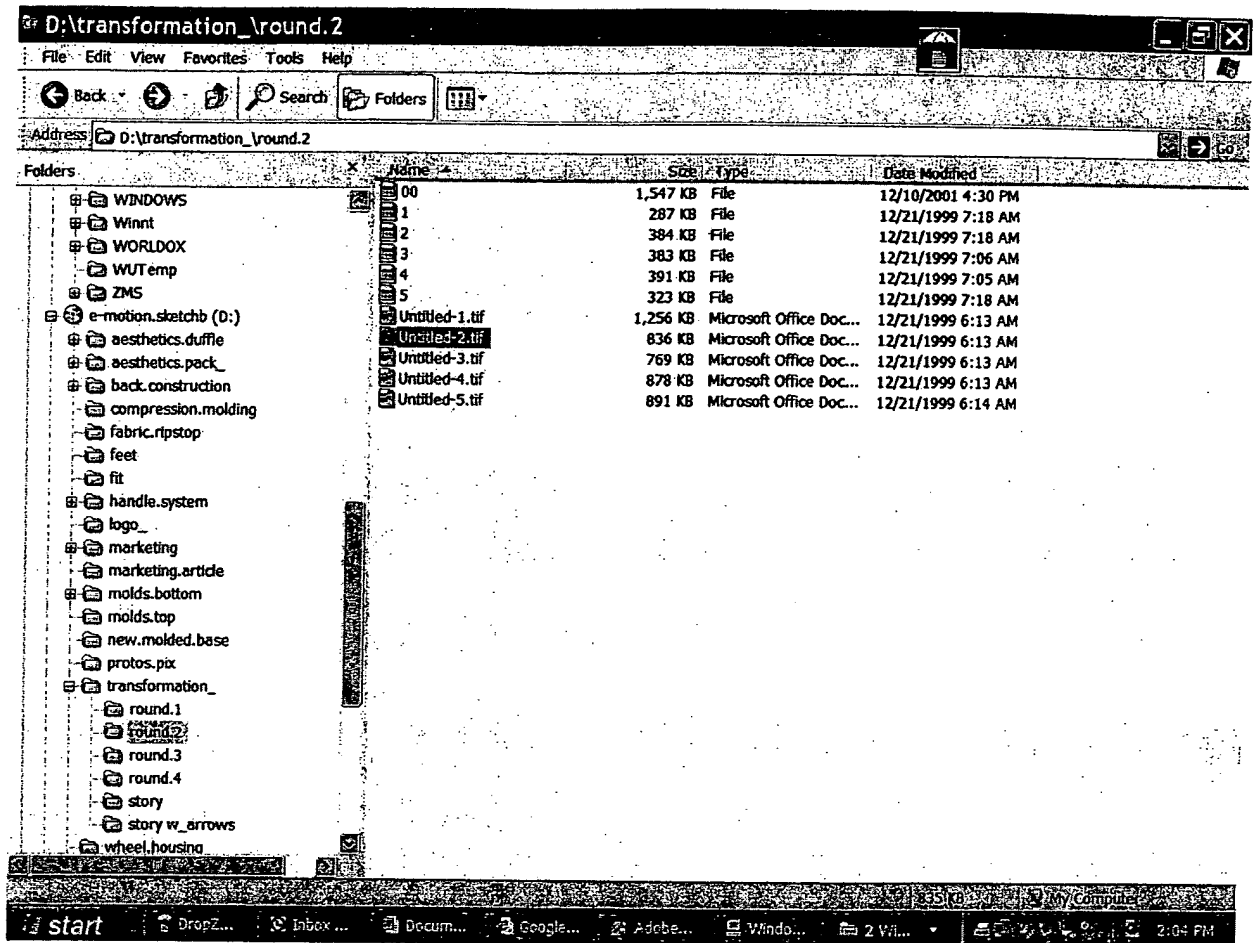 D:\transformation_\round.2
File Edit View Favorites Tools Help
Back Search Folders
Address D:\transformation_\round.2 Go
Folders
WINDOWS
Winnt
WORLDOX
WUTemp
ZMS
e-motion.sketchb (D:)
aesthetics.duffle
aesthetics.pack_
back.construction
compression.molding
fabric.ripstop
feet
fit
handle.system
logo_
marketing
marketing.article
molds.bottom
molds.top
new.molded.base
protos.pix
transformation_
round.1
round.2
round.3
round.4
story
story w_arrows
wheel.housing
Name Size Type Date Modified
00 1,547 KB File 12/10/2001 4:30 PM
1 287 KB File 12/21/1999 7:18 AM
2 384 KB File 12/21/1999 7:18 AM
3 383 KB File 12/21/1999 7:06 AM
4 391 KB File 12/21/1999 7:05 AM
5 323 KB File 12/21/1999 7:18 AM
Untitled-1.tif 1,256 KB Microsoft Office Doc... 12/21/1999 6:13 AM
Untitled-2.tif 836 KB Microsoft Office Doc... 12/21/1999 6:13 AM
Untitled-3.tif 769 KB Microsoft Office Doc... 12/21/1999 6:13 AM
Untitled-4.tif 878 KB Microsoft Office Doc... 12/21/1999 6:13 AM
Untitled-5.tif 891 KB Microsoft Office Doc... 12/21/1999 6:14 AM
835 KB My Computer
start DropZ... Inbox ... Docum... Google... Adobe... Windo... 2 Wi... 2:04 PM